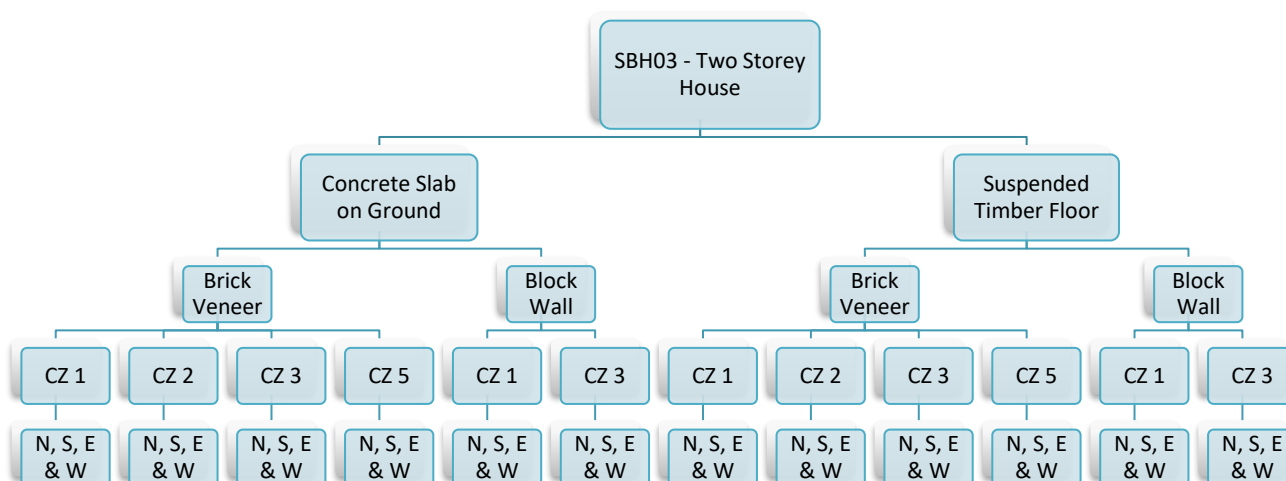 SBH03 - Two Storey
House
Concrete Slab
on Ground
Suspended
Timber Floor
Brick
Veneer
Block
Wall
Brick
Veneer
Block
Wall
CZ 1
CZ 2
CZ 3
CZ 5
CZ 1
CZ 3
CZ 1
CZ 2
CZ 3
CZ 5
CZ 1
CZ 3
N, S, E
& W
N, S, E
& W
N, S, E
& W
N, S, E
& W
N, S, E
& W
N, S, E
& W
N, S, E
& W
N, S, E
& W
N, S, E
& W
N, S, E
& W
N, S, E
& W
N, S, E
& W